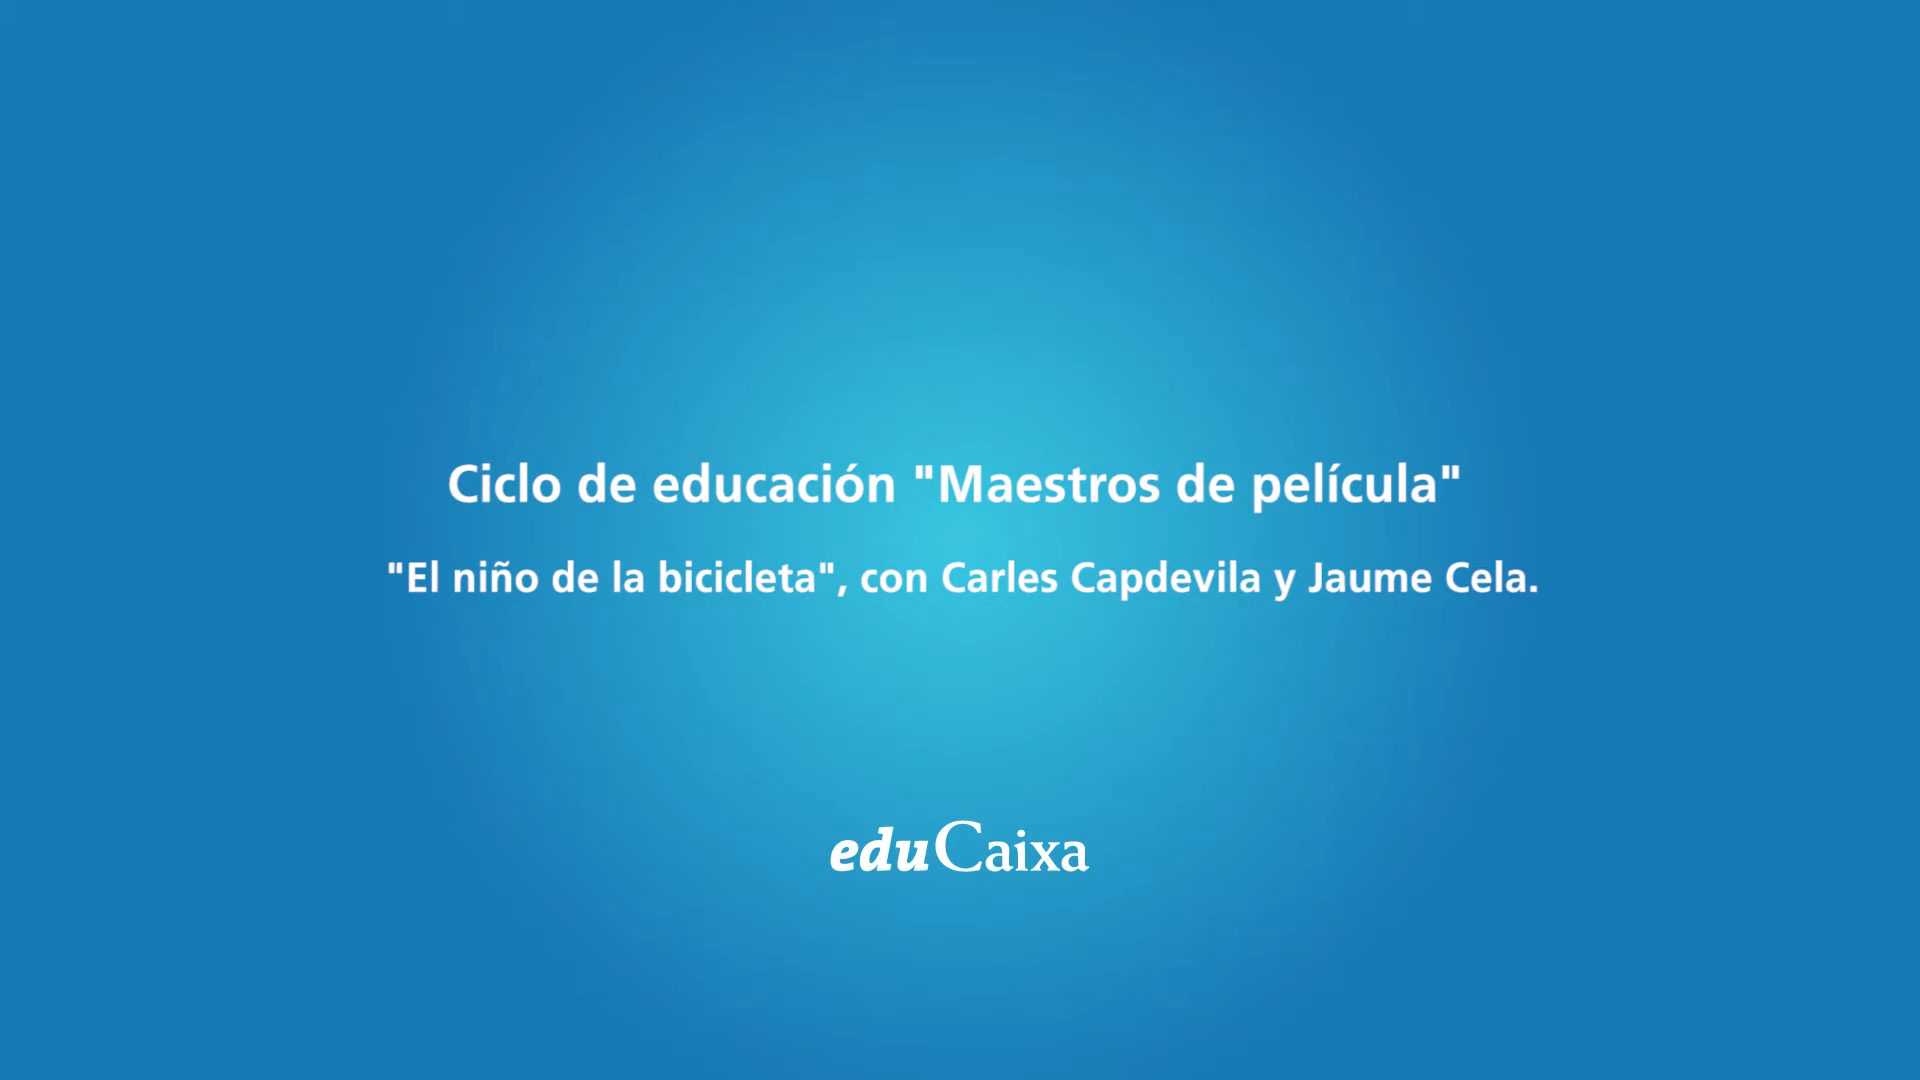 Ciclo de educación "Maestros de película"
"El niño de la bicicleta", con Carles Capdevila y Jaume Cela.
eduCaixa